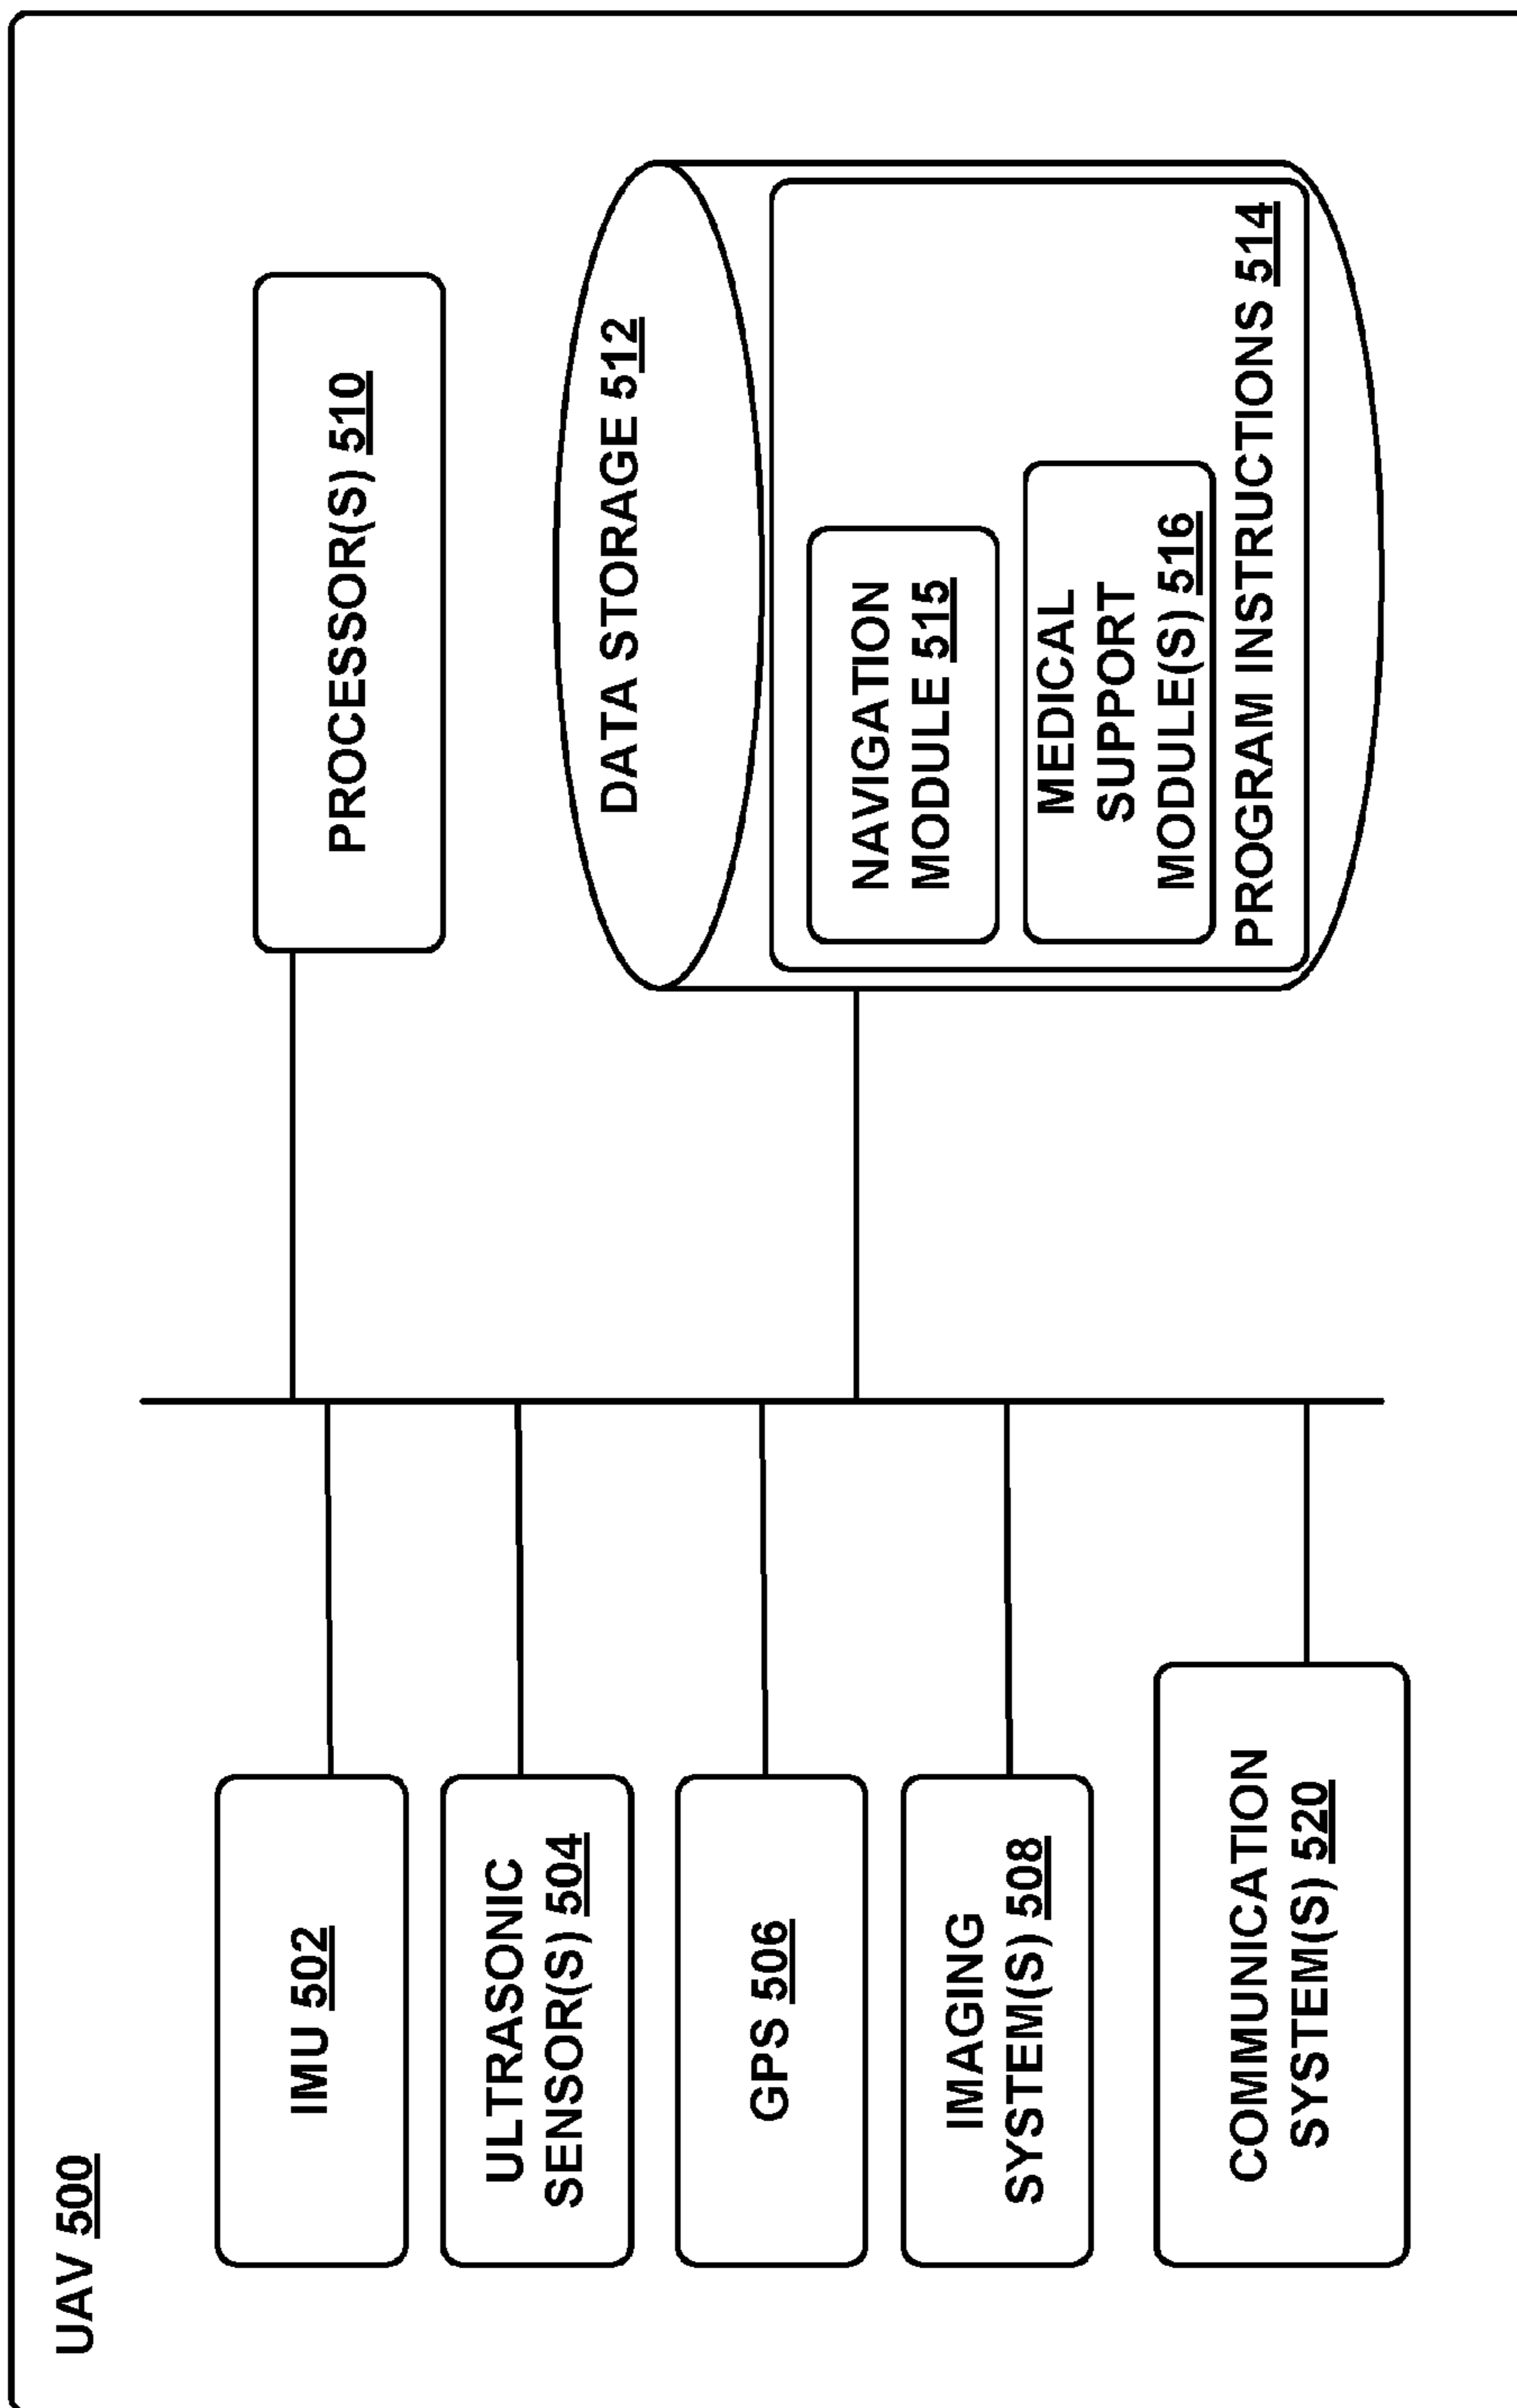 UAV 500
IMU 502
ULTRASONIC
SENSOR(S) 504
GPS 506
IMAGING
SYSTEM(S) 508
COMMUNICATION
SYSTEM(S) 520
PROCESSOR(S) 510
DATA STORAGE 512
NAVIGATION
MODULE 515
MEDICAL
SUPPORT
MODULE(S) 516
PROGRAM INSTRUCTIONS 514